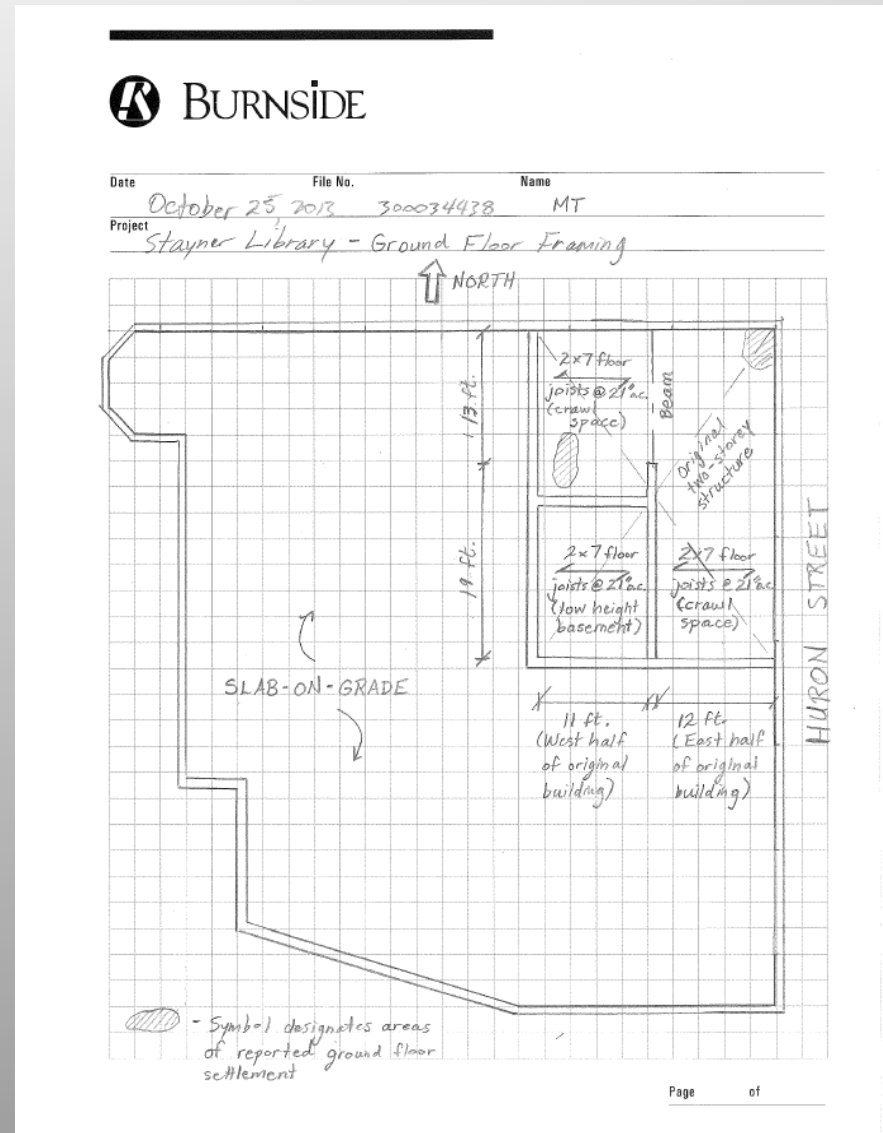 BURNSIDE
Date File No. Name
October 25, 2013 300034438 MT
Project
Stayner Library - Ground Floor Framing
NORTH
13 ft.
2x7 floor
joists @ 21" o.c.
(crawl
space)
Beam
original
two-storey
structure
19 ft.
2x7 floor
joists @ 21" o.c.
(low height
basement)
2x7 floor
joists @ 21" o.c.
(crawl
space)
HURON STREET
SLAB-ON-GRADE
11 ft.
(West half
of original
building)
12 ft.
(East half
of original
building)
- Symbol designates areas
of reported ground floor
settlement
Page of